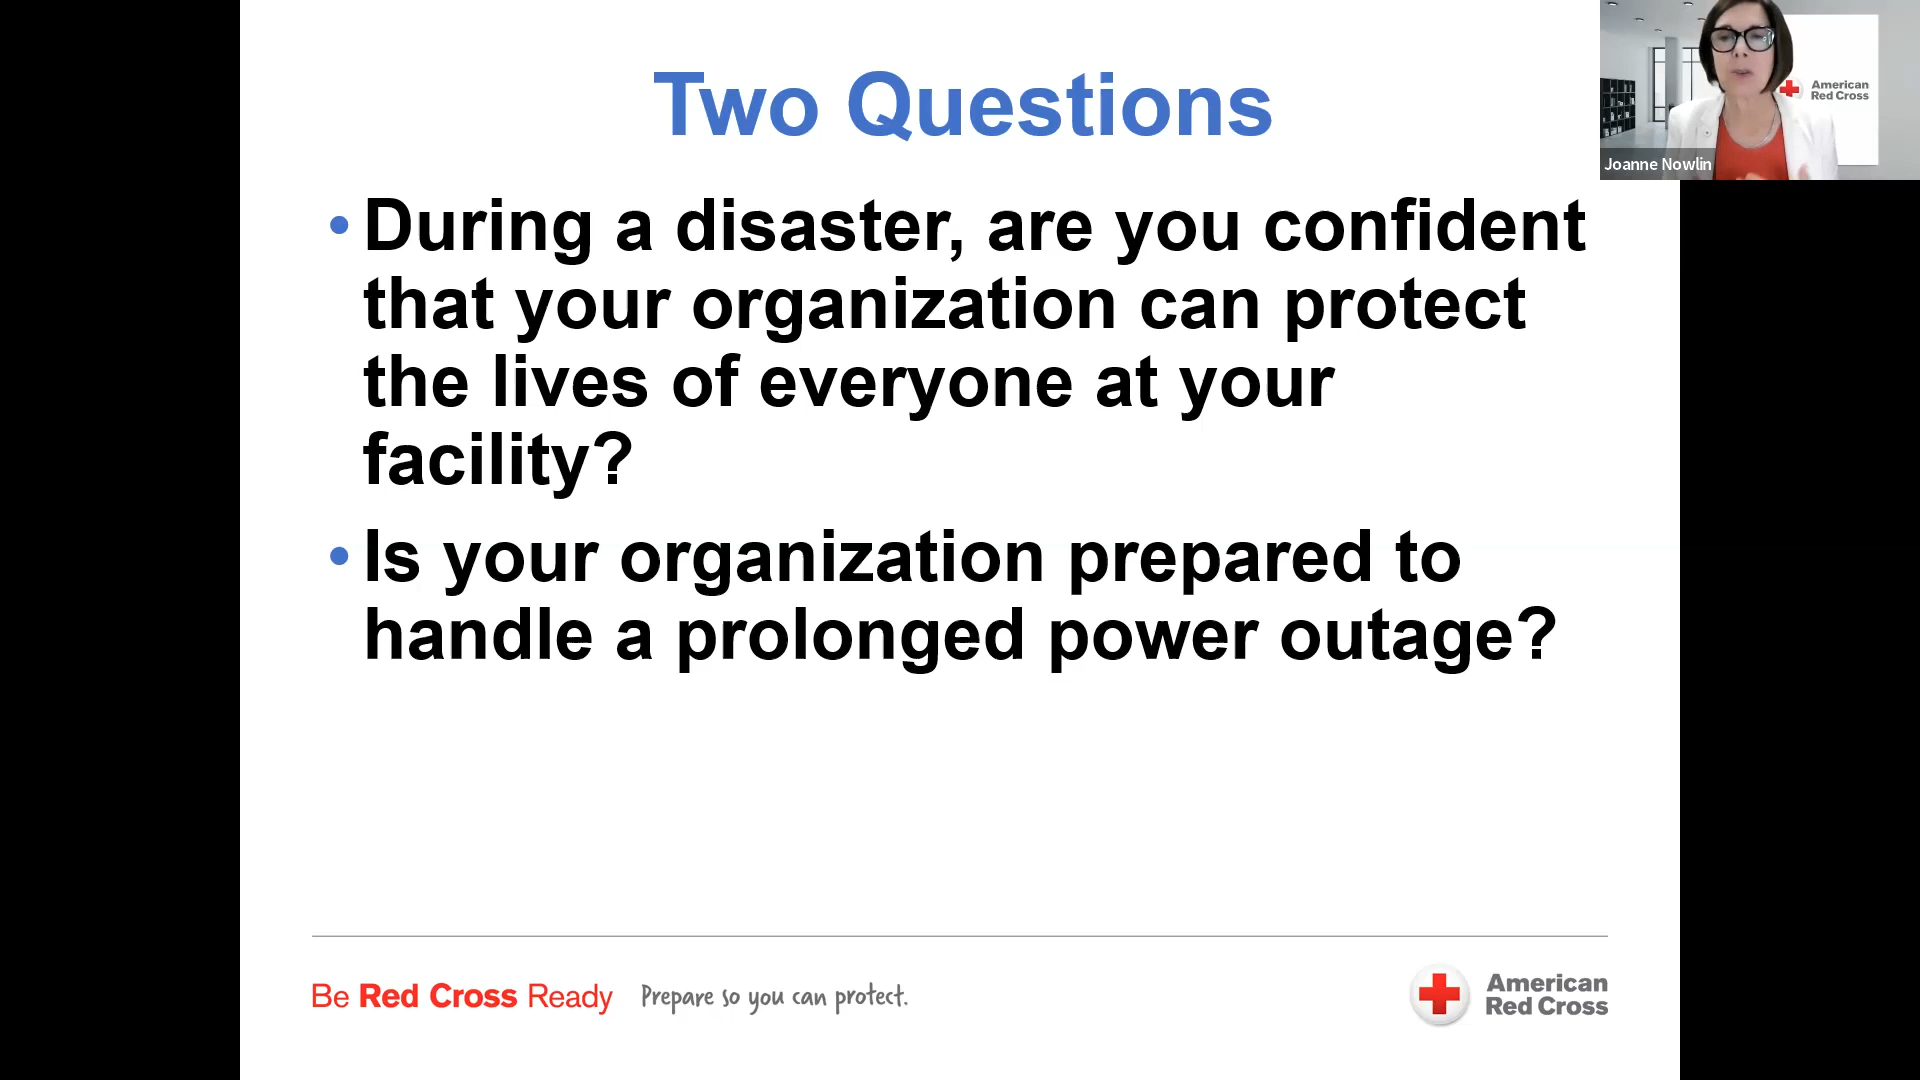 Two Questions
American
Red Cross
Joanne Nowlin
• During a disaster, are you confident
that your organization can protect
the lives of everyone at your
facility?
• Is your organization prepared to
handle a prolonged power outage?
Be Red Cross Ready Prepare so you can protect.
American
Red Cross